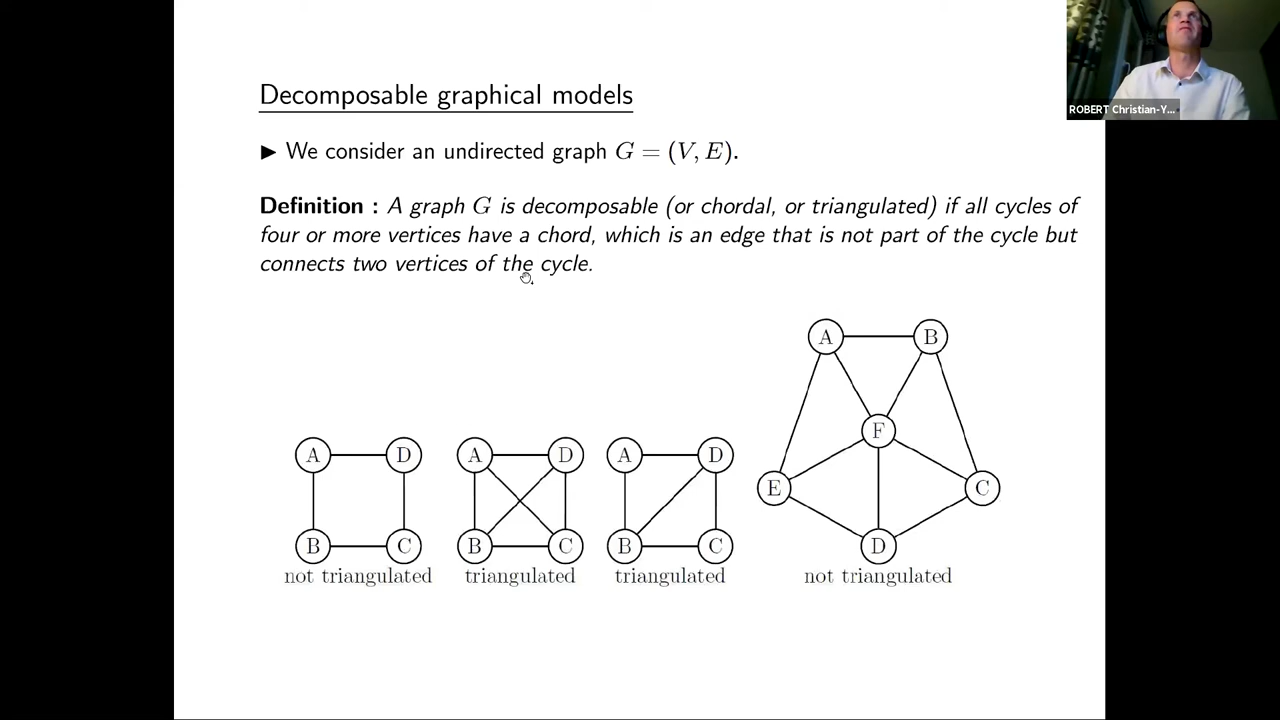 ROBERT Christian-Y...
Decomposable graphical models
▶ We consider an undirected graph G = (V, E).
Definition : A graph G is decomposable (or chordal, or triangulated) if all cycles of
four or more vertices have a chord, which is an edge that is not part of the cycle but
connects two vertices of the cycle.
A B
F
A D A D A D
E C
B C B C B C D
not triangulated triangulated triangulated not triangulated